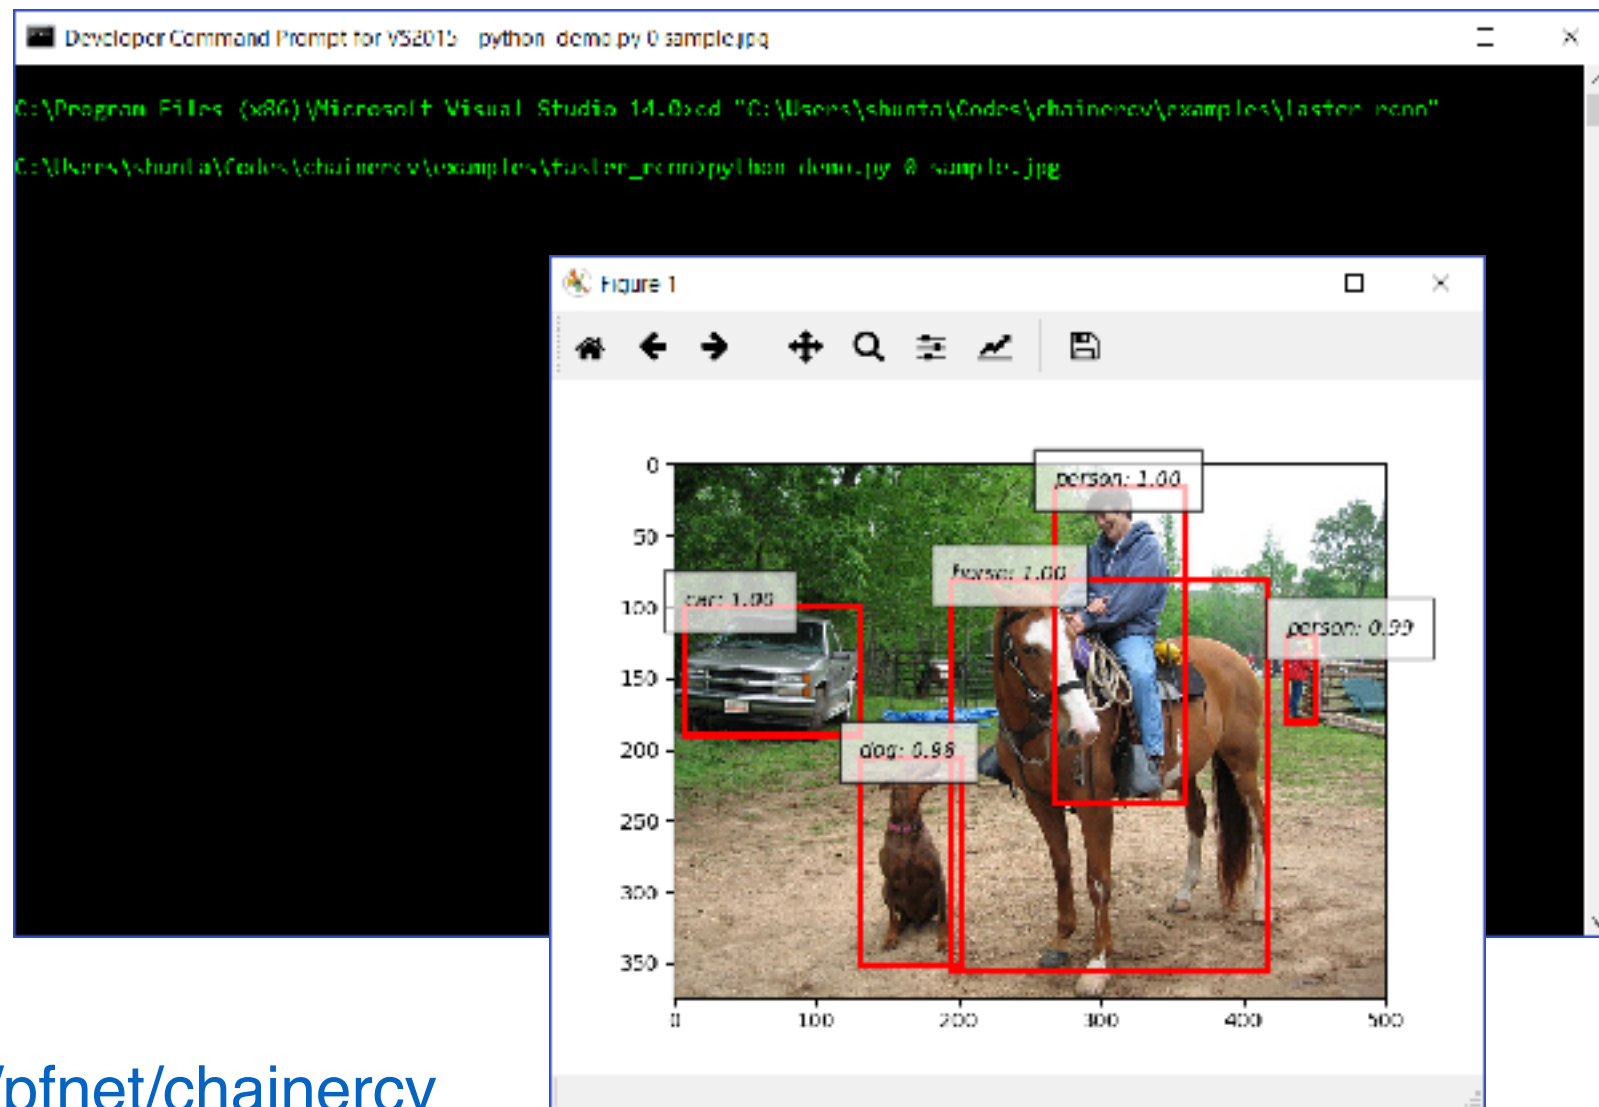 Developer Command Prompt for VS2015 - python demo.py 0 sample.jpg
C:\Program Files (x86)\Microsoft Visual Studio 14.0>cd "C:\Users\shunta\Codes\chainercv\examples\faster_rcnn"
C:\Users\shunta\Codes\chainercv\examples\faster_rcnn>python demo.py 0 sample.jpg
Figure 1
person: 1.00
horse: 1.00
car: 1.00
person: 0.99
dog: 0.98
0
50
100
150
200
250
300
350
0 100 200 300 400 500
/pfnet/chainercv